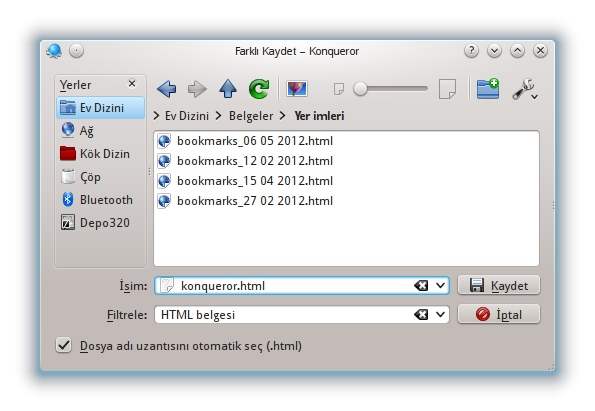 Farklı Kaydet – Konqueror
Yerler
Ev Dizini
Ağ
Kök Dizin
Çöp
Bluetooth
Depo320
Ev Dizini
Belgeler
Yer imleri
bookmarks_06 05 2012.html
bookmarks_12 02 2012.html
bookmarks_15 04 2012.html
bookmarks_27 02 2012.html
İsim:
konqueror.html
Kaydet
Filtrele:
HTML belgesi
İptal
Dosya adı uzantısını otomatik seç (.html)